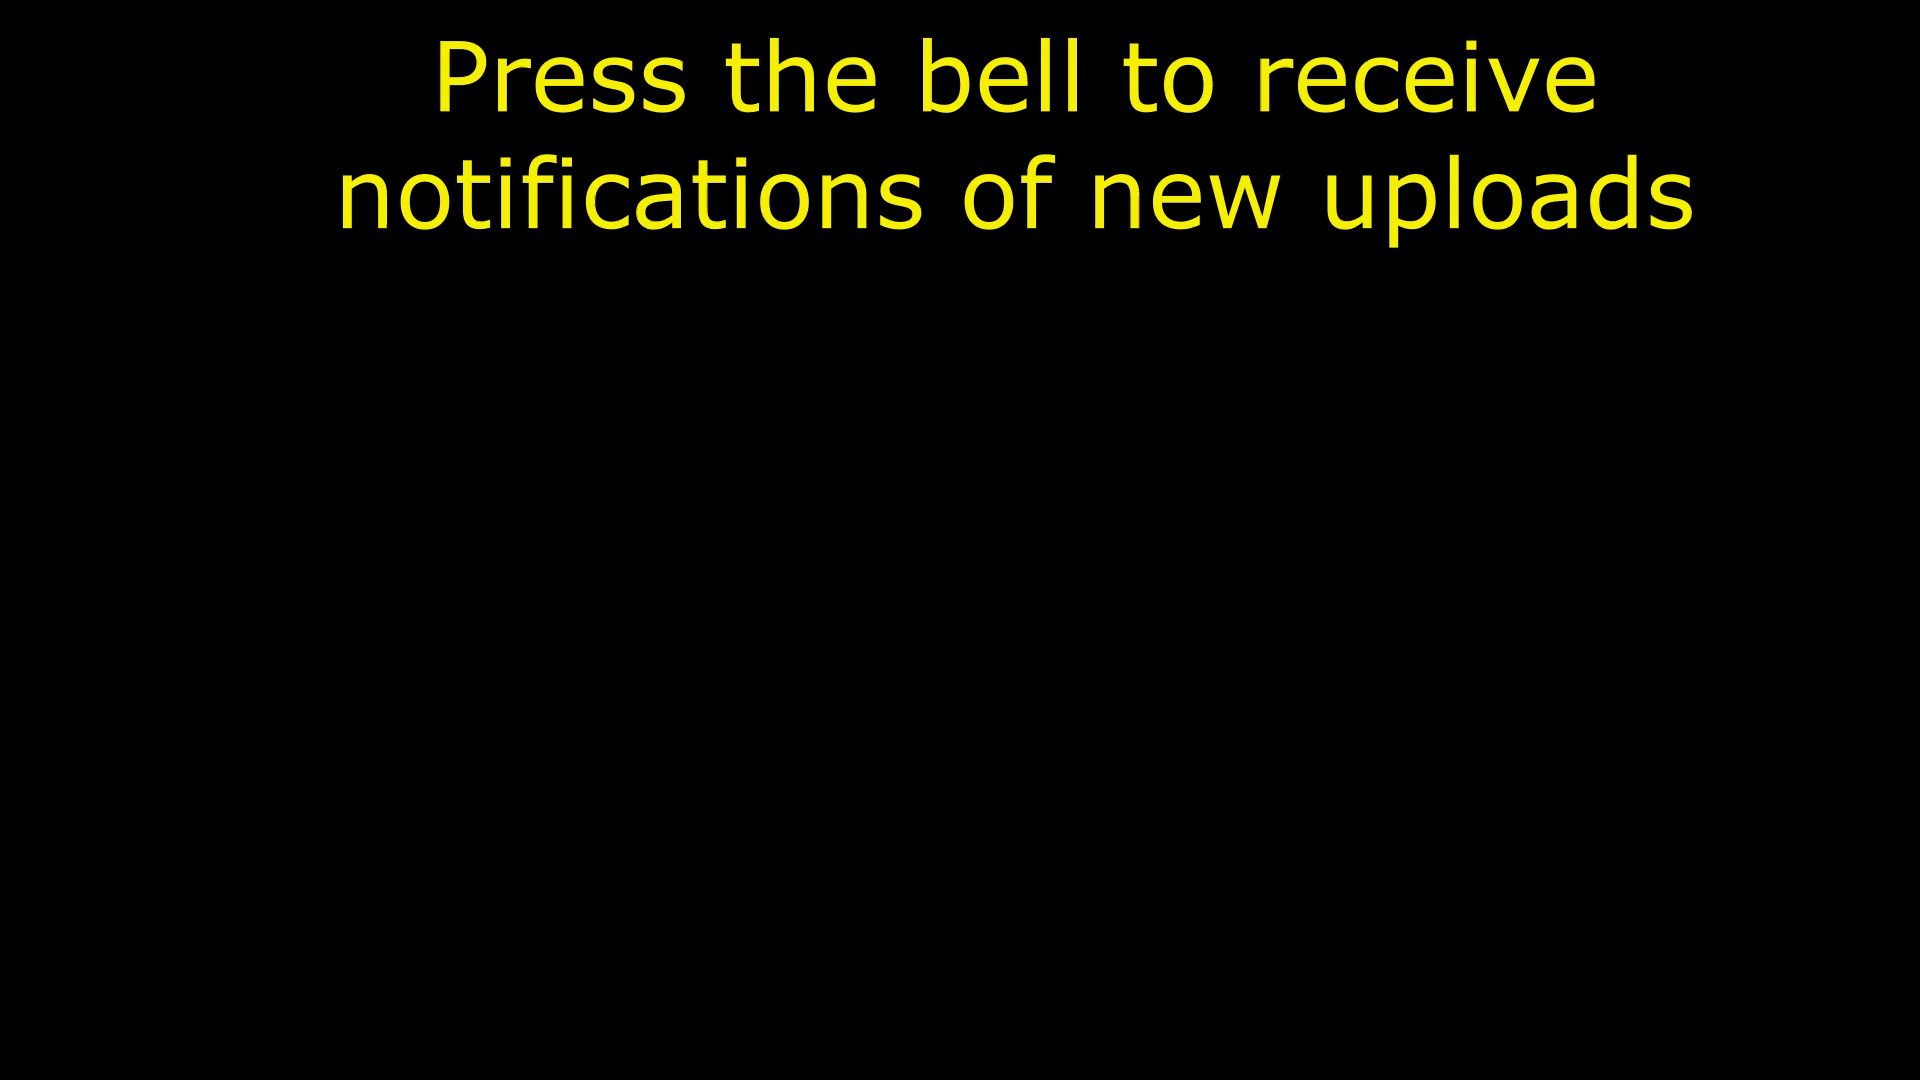 Press the bell to receive
notifications of new uploads